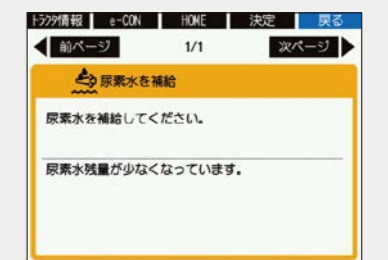 ﾄﾗｸﾀ情報 e-CON HOME 決定 戻る
前ページ 1/1 次ページ
尿素水を補給
尿素水を補給してください。
尿素水残量が少なくなっています。